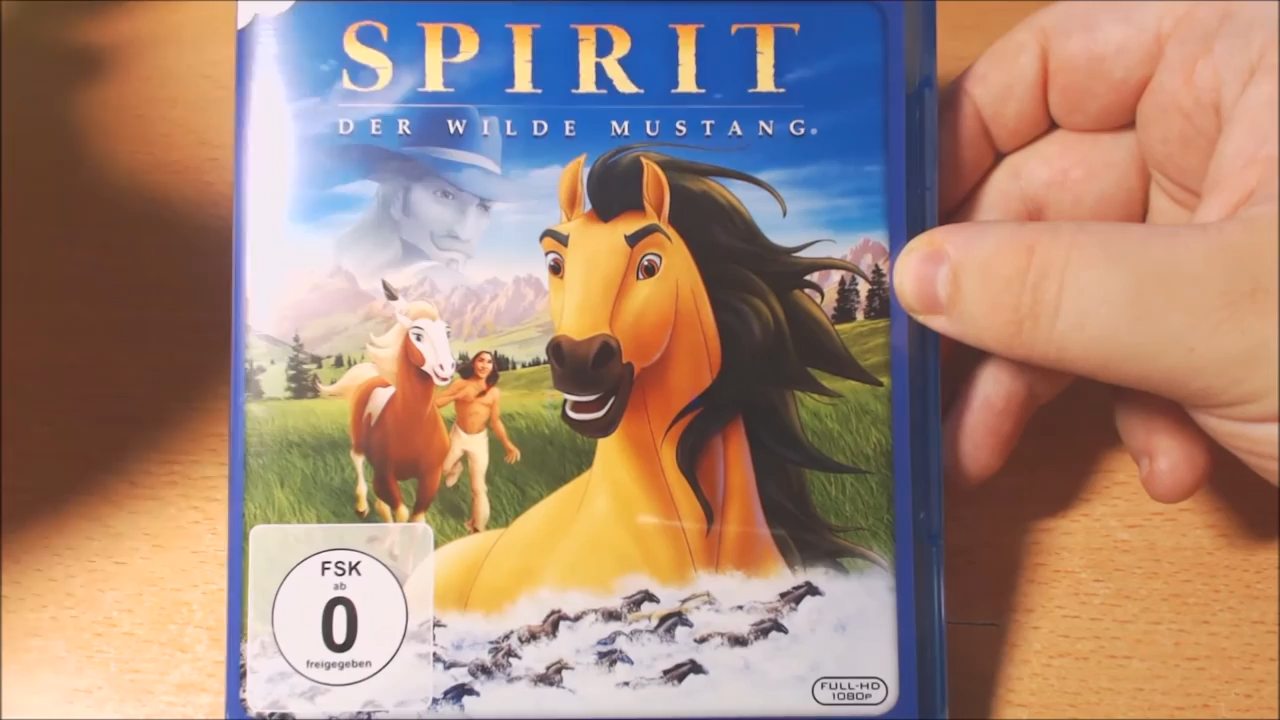 SPIRIT
DER WILDE MUSTANG®
FSK
ab
0
freigegeben
FULL-HD
1080P